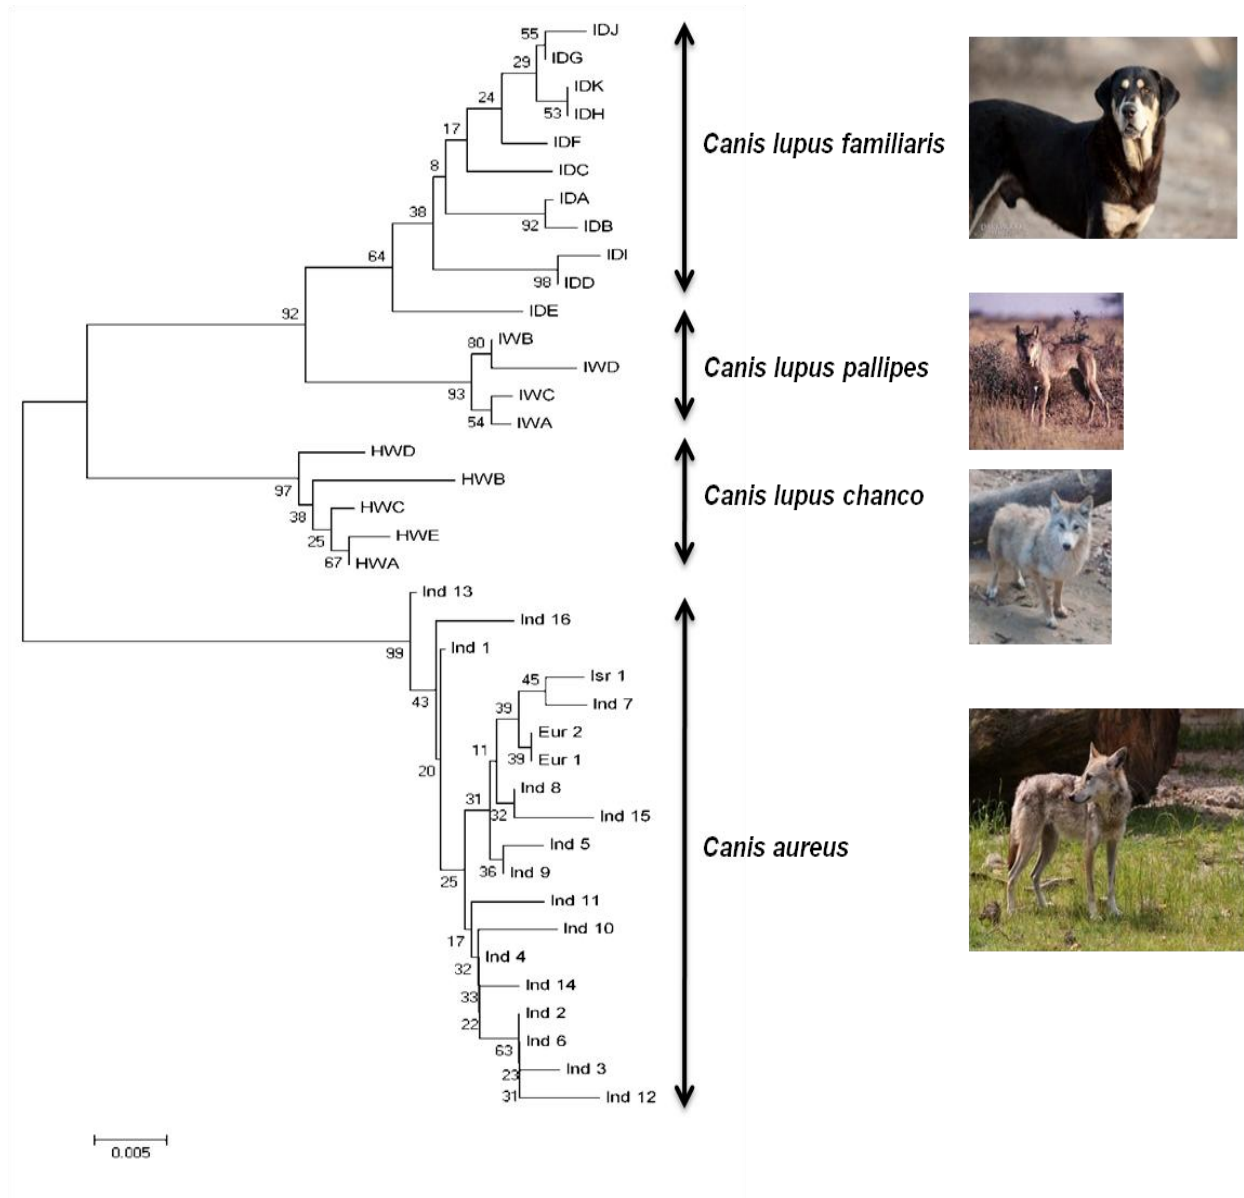 55
IDJ
IDG
29
IDK
24
53
IDH
17
IDF
Canis lupus familiaris
8
IDC
IDA
38
92
IDB
64
IDI
98
IDD
92
IDE
80
IWB
IWD
Canis lupus pallipes
93
IWC
54
IWA
HWD
97
HWB
Canis lupus chanco
38
HWC
25
HWE
67
HWA
Ind 13
Ind 16
99
Ind 1
45
Isr 1
43
39
Ind 7
Eur 2
11
39
Eur 1
20
31
Ind 8
32
Ind 15
Ind 5
Canis aureus
36
Ind 9
25
Ind 11
17
Ind 10
32
Ind 4
33
Ind 14
22
Ind 2
63
Ind 6
23
Ind 3
31
Ind 12
0.005